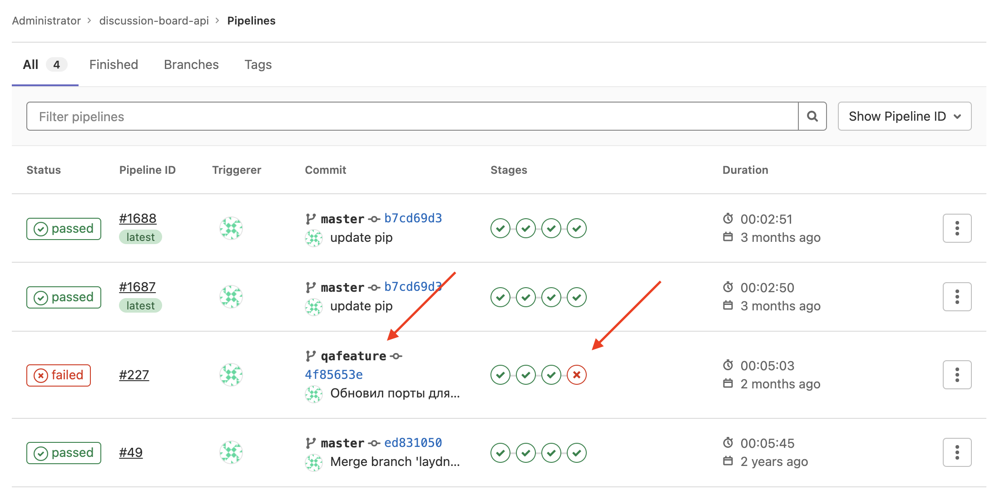 Administrator > discussion-board-api > Pipelines
All 4 Finished Branches Tags
Filter pipelines Show Pipeline ID
Status Pipeline ID Triggerer Commit Stages Duration
passed #1688 latest master b7cd69d3 00:02:51
update pip 3 months ago
passed #1687 latest master b7cd69d3 00:02:50
update pip 3 months ago
qafeature
failed #227 4f85653e 00:05:03
Обновил порты для... 2 months ago
passed #49 master ed831050 00:05:45
Merge branch 'laydn... 2 years ago